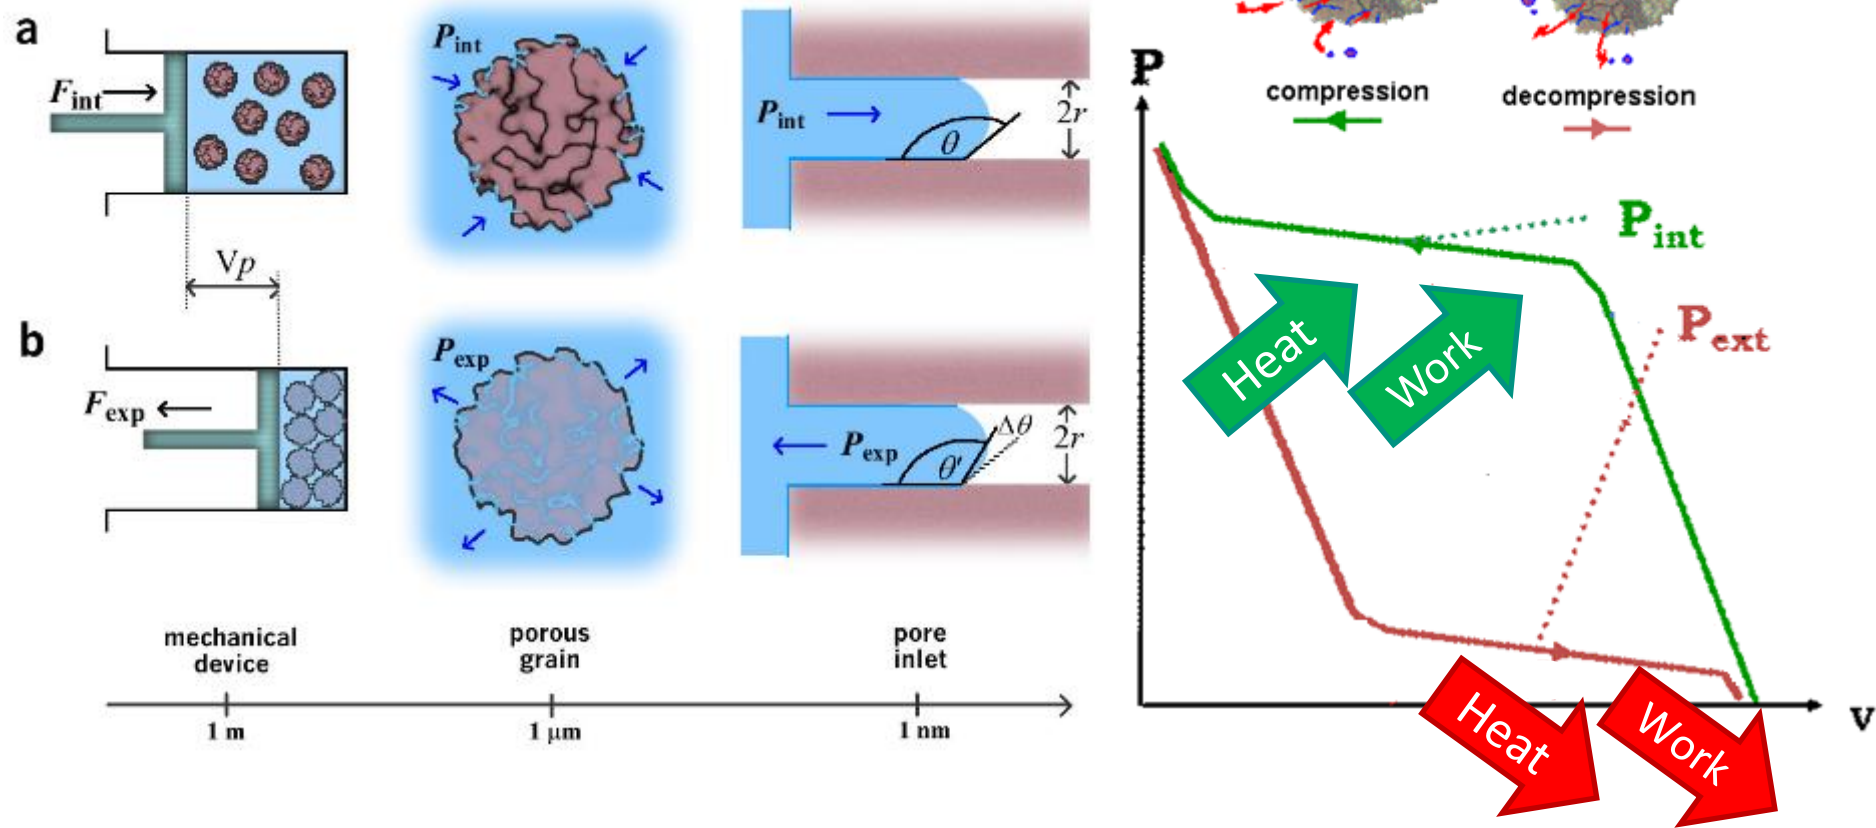 a
F_int
P_int
P_int
2r
θ
Vp
b
F_exp
P_exp
P_exp
Δθ
2r
θ'
mechanical
device
porous
grain
pore
inlet
1 m
1 μm
1 nm
P
compression
decompression
P_int
P_ext
Heat
Work
Heat
Work
V